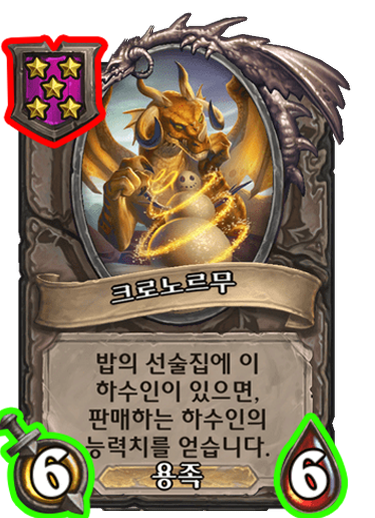 크로노르무
밥의 선술집에 이
하수인이 있으면,
판매하는 하수인의
능력치를 얻습니다.
용족
6
6